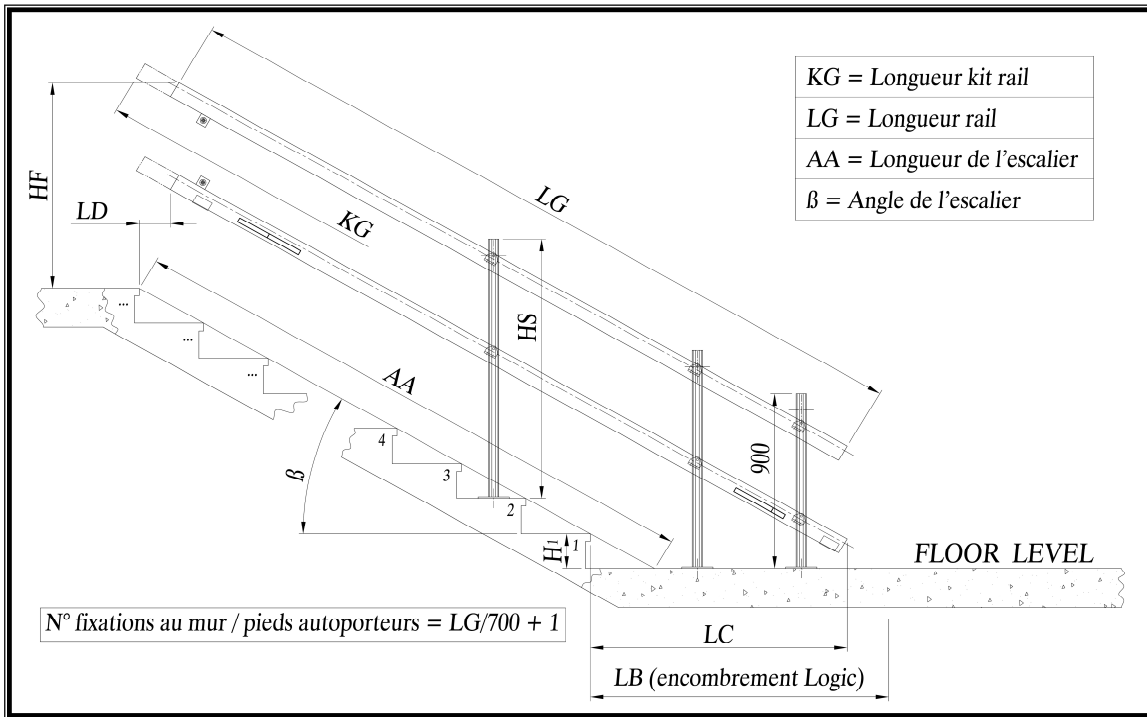 KG = Longueur kit rail
LG = Longueur rail
AA = Longueur de l'escalier
ß = Angle de l'escalier
HF
LD
KG
LG
HS
AA
...
...
...
ß
4
3
2
1
H1
900
FLOOR LEVEL
N° fixations au mur / pieds autoporteurs = LG/700 + 1
LC
LB (encombrement Logic)